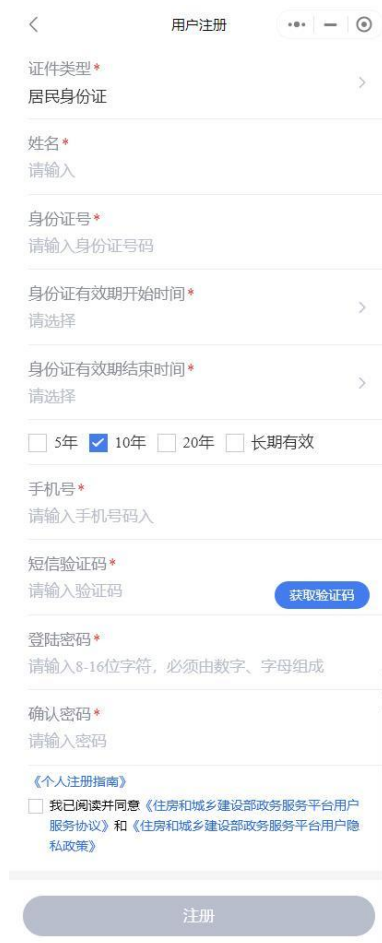 用户注册
证件类型*
居民身份证
姓名*
请输入
身份证号*
请输入身份证号码
身份证有效期开始时间*
请选择
身份证有效期结束时间*
请选择
5年 10年 20年 长期有效
手机号*
请输入手机号码入
短信验证码*
请输入验证码
获取验证码
登陆密码*
请输入8-16位字符，必须由数字、字母组成
确认密码*
请输入密码
《个人注册指南》
我已阅读并同意《住房和城乡建设部政务服务平台用户
服务协议》和《住房和城乡建设部政务服务平台用户隐
私政策》
注册